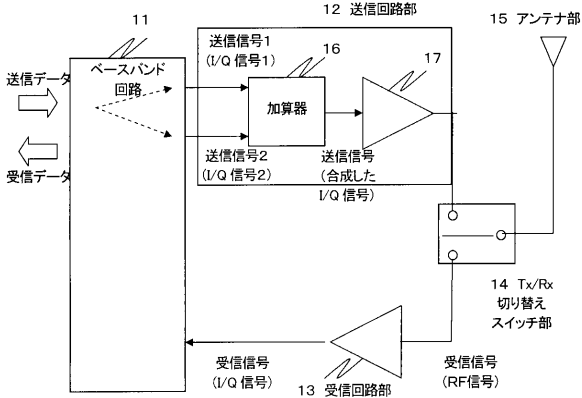 11
ベースバンド
回路
送信データ
受信データ
12 送信回路部
送信信号1
(I/Q 信号1)
16
加算器
17
送信信号2
(I/Q 信号2)
送信信号
(合成した
I/Q 信号)
15 アンテナ部
14 Tx/Rx
切り替え
スイッチ部
受信信号
(I/Q 信号)
13 受信回路部
受信信号
(RF信号)